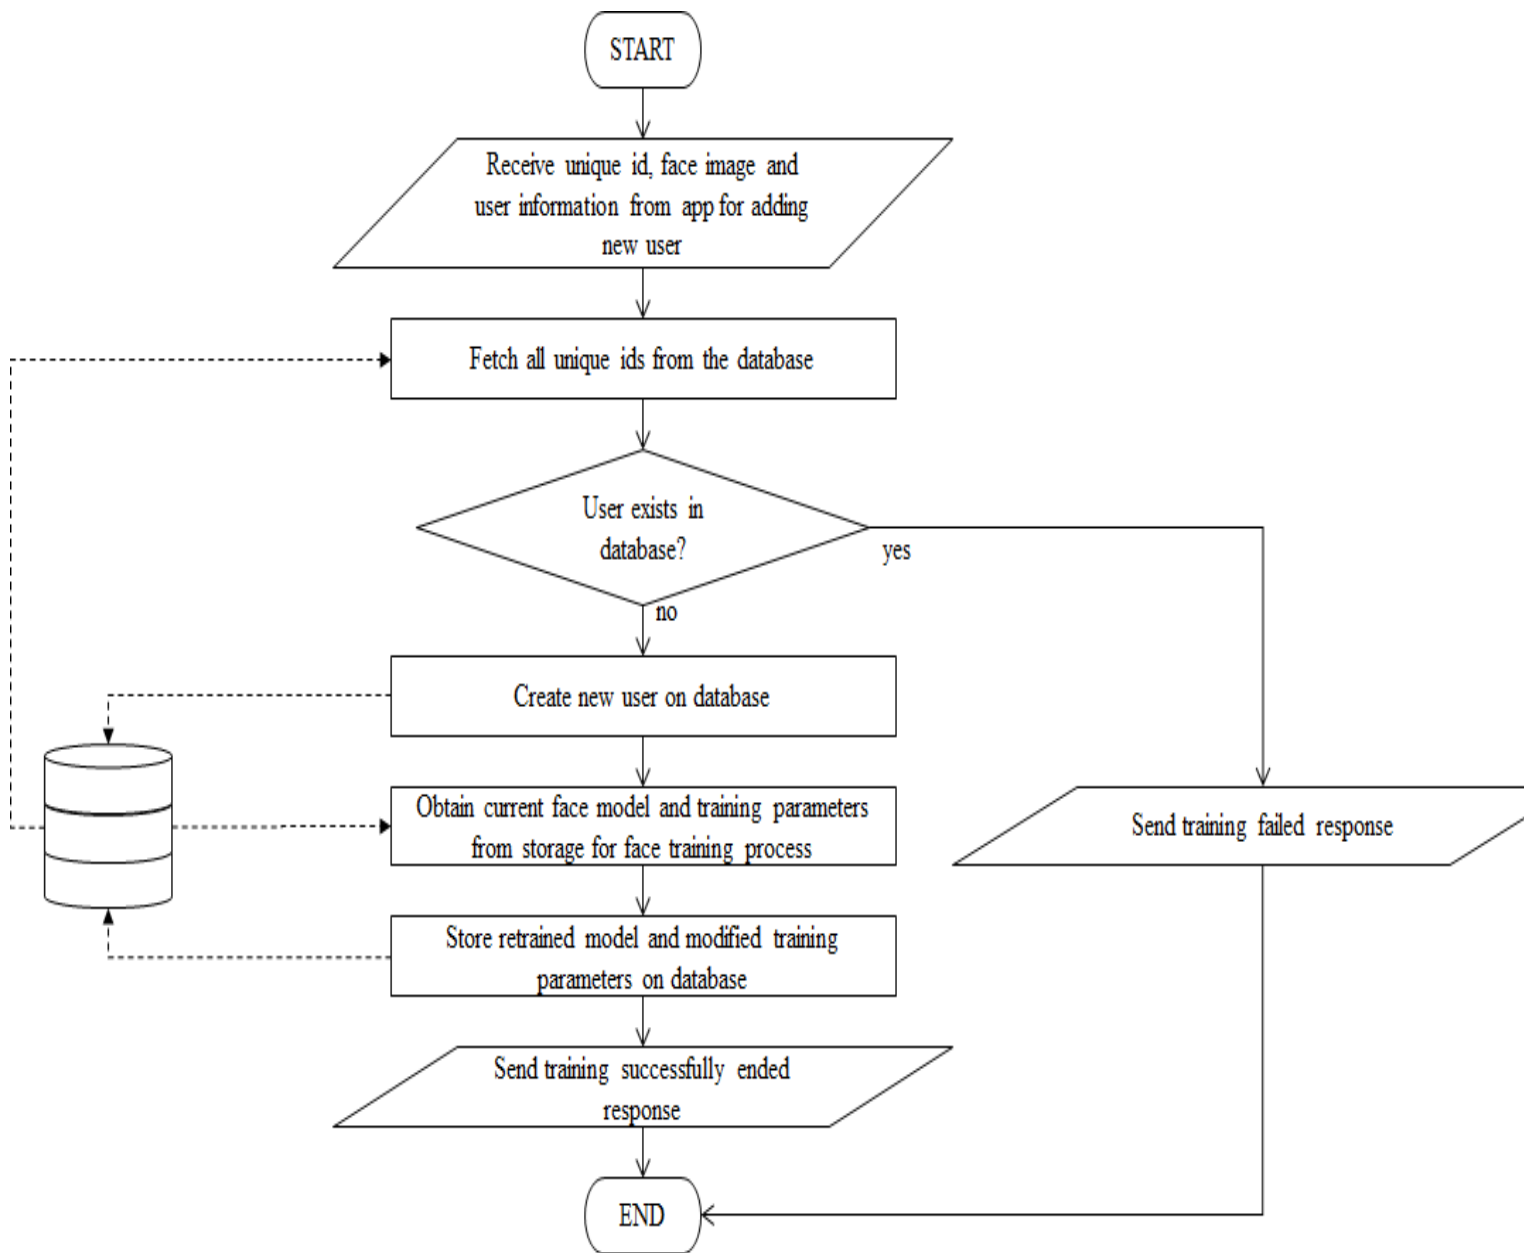 START
Receive unique id, face image and
user information from app for adding
new user
Fetch all unique ids from the database
User exists in
database?
yes
no
Create new user on database
Obtain current face model and training parameters
from storage for face training process
Send training failed response
Store retrained model and modified training
parameters on database
Send training successfully ended
response
END